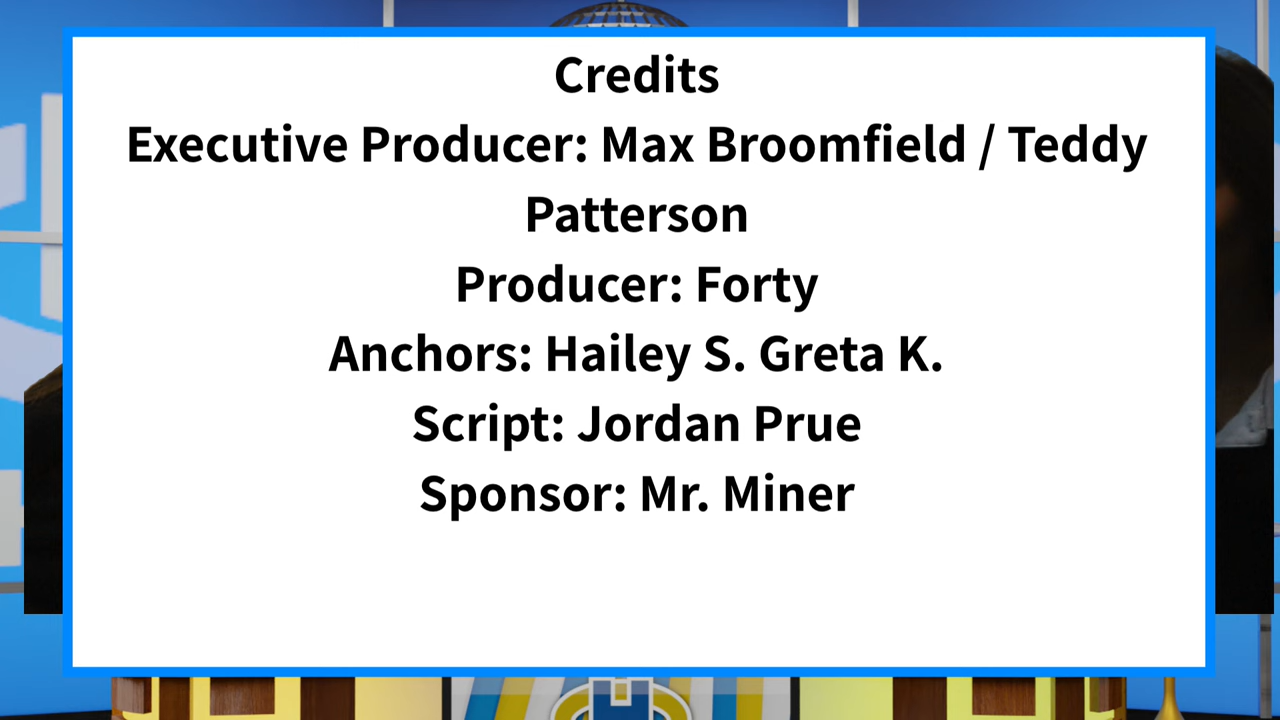 Credits
Executive Producer: Max Broomfield / Teddy
Patterson
Producer: Forty
Anchors: Hailey S. Greta K.
Script: Jordan Prue
Sponsor: Mr. Miner